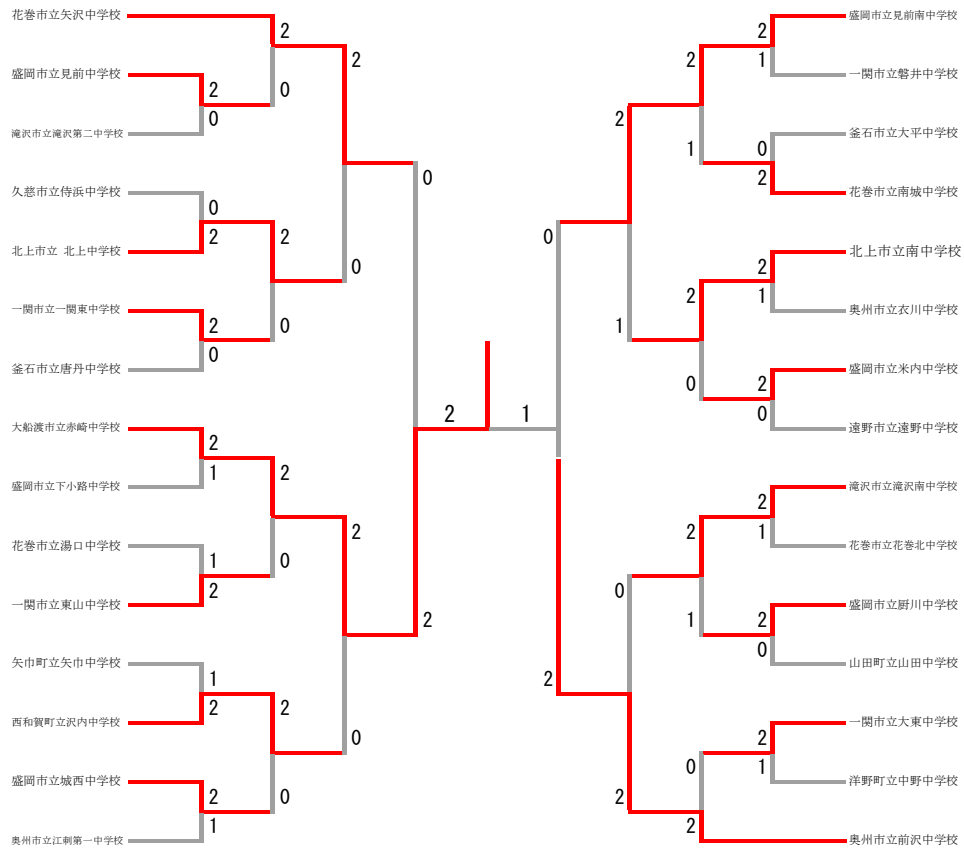 花巻市立矢沢中学校
2
2
盛岡市立見前中学校
2
0
0
滝沢市立滝沢第二中学校
0
久慈市立侍浜中学校
0
北上市立 北上中学校
2
2
0
一関市立一関東中学校
2
0
0
釜石市立唐丹中学校
大船渡市立赤崎中学校
2
2
盛岡市立下小路中学校
1
2
花巻市立湯口中学校
1
0
一関市立東山中学校
2
2
矢巾町立矢巾中学校
1
西和賀町立沢内中学校
2
2
0
盛岡市立城西中学校
2
0
奥州市立江刺第一中学校
1
2
1
盛岡市立見前南中学校
2
2
1
一関市立磐井中学校
2
釜石市立大平中学校
0
1
花巻市立南城中学校
2
0
北上市立南中学校
2
2
1
奥州市立衣川中学校
1
盛岡市立米内中学校
2
0
0
遠野市立遠野中学校
滝沢市立滝沢南中学校
2
2
1
花巻市立花巻北中学校
0
盛岡市立厨川中学校
2
1
0
山田町立山田中学校
2
一関市立大東中学校
2
0
1
洋野町立中野中学校
2
2
奥州市立前沢中学校